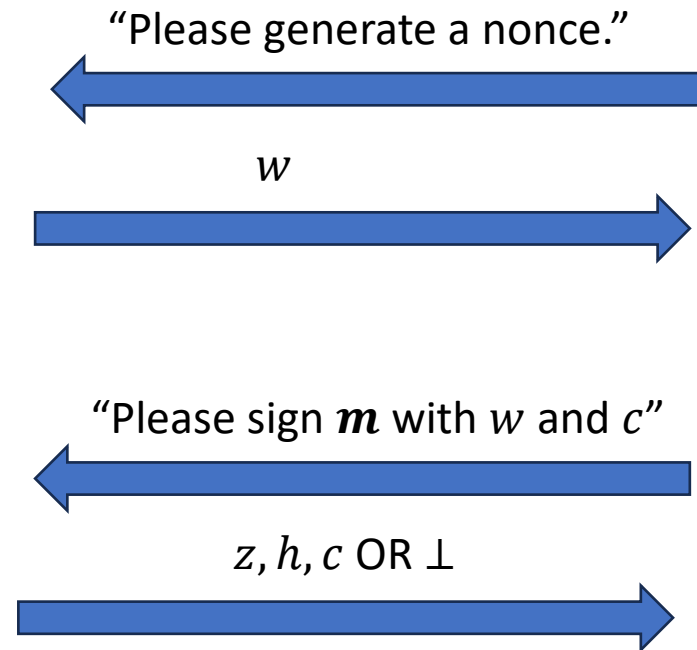 “Please generate a nonce.”
w
“Please sign m with w and c”
z, h, c OR ⊥